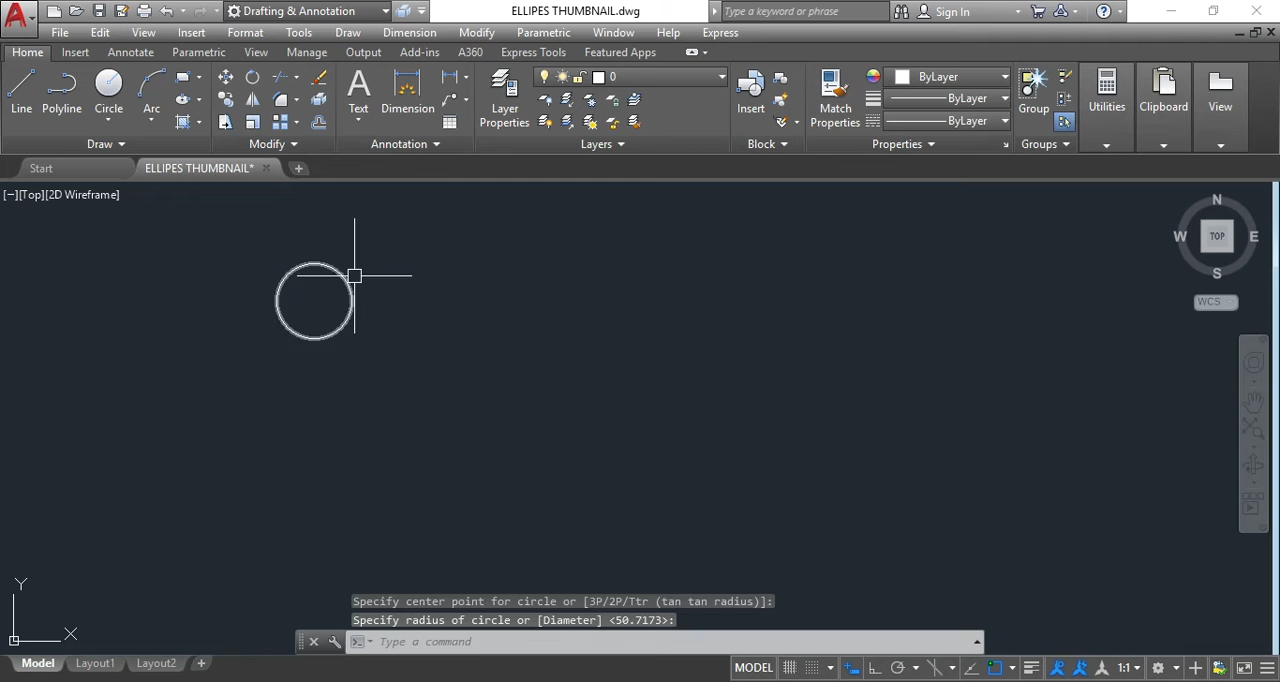 Drafting & Annotation
ELLIPES THUMBNAIL.dwg
Type a keyword or phrase
Sign In
File Edit View Insert Format Tools Draw Dimension Modify Parametric Window Help Express
Home Insert Annotate Parametric View Manage Output Add-ins A360 Express Tools Featured Apps
0
ByLayer
ByLayer
ByLayer
Line Polyline Circle Arc
Text Dimension
Layer Properties
Insert
Match Properties
Group
Utilities
Clipboard
View
Draw Modify Annotation Layers Block Properties Groups
Start
ELLIPES THUMBNAIL*
[−][Top][2D Wireframe]
N
W TOP E
S
WCS
Y
X
Specify center point for circle or [3P/2P/Ttr (tan tan radius)]:
Specify radius of circle or [Diameter] <50.7173>:
Type a command
Model Layout1 Layout2
MODEL
1:1